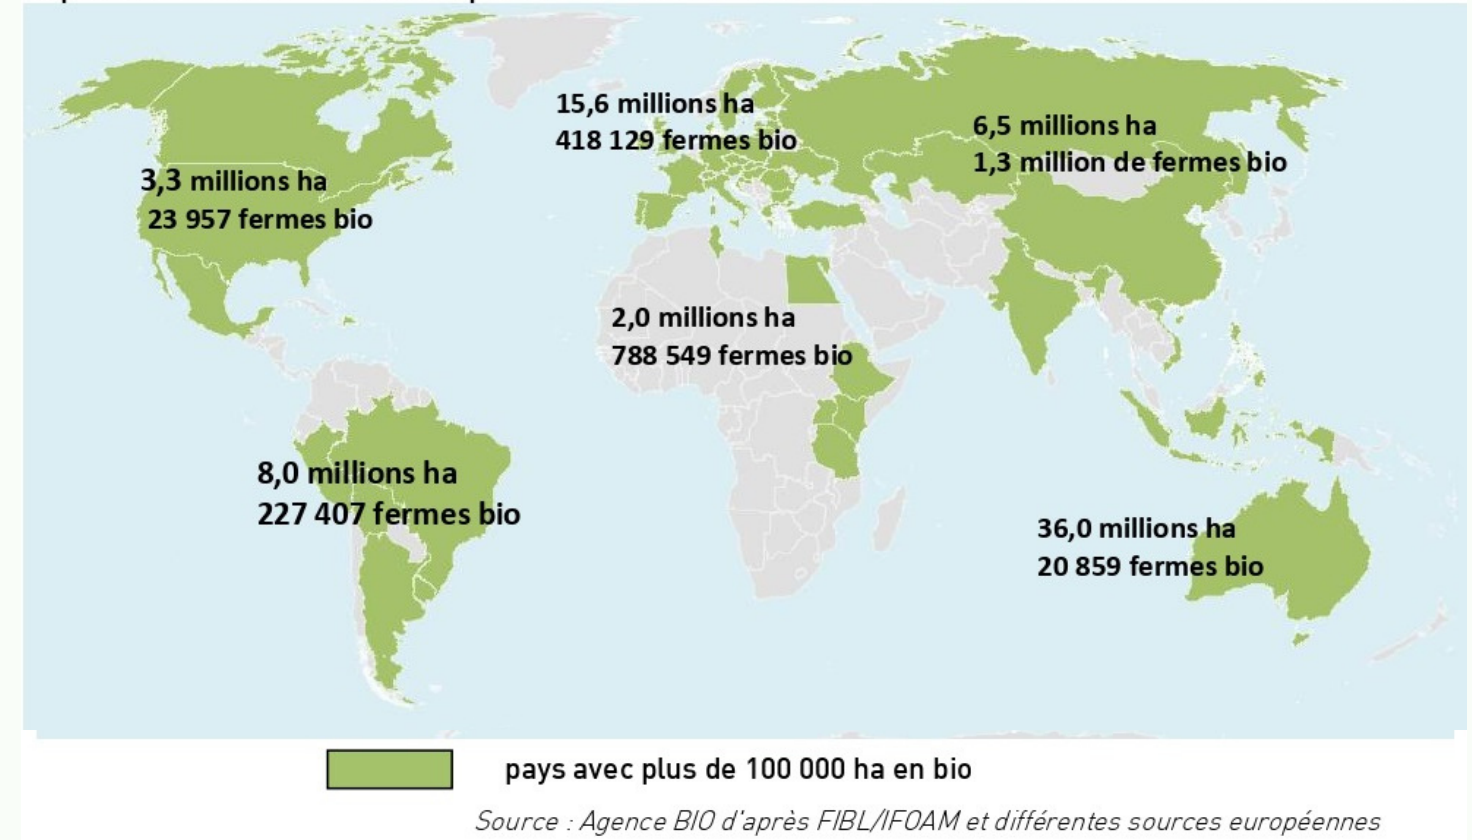 15,6 millions ha
418 129 fermes bio
6,5 millions ha
1,3 million de fermes bio
3,3 millions ha
23 957 fermes bio
2,0 millions ha
788 549 fermes bio
8,0 millions ha
227 407 fermes bio
36,0 millions ha
20 859 fermes bio
pays avec plus de 100 000 ha en bio
Source : Agence BIO d'après FIBL/IFOAM et différentes sources européennes